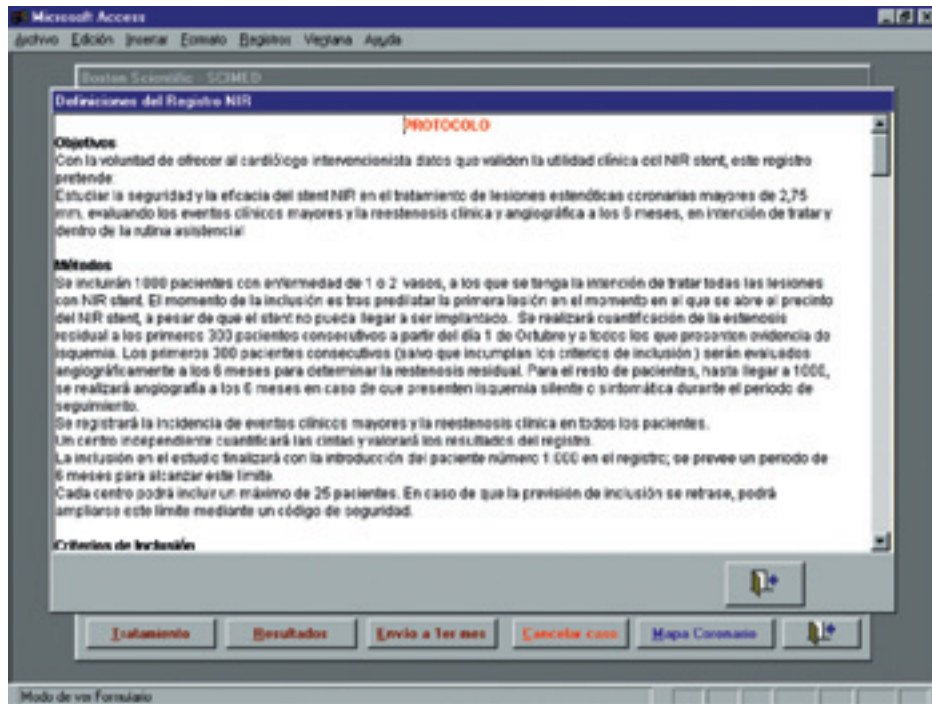 Microsoft Access
Archivo Edición Insertar Formato Registros Ventana Ayuda
Boston Scientific - SCIMED
Definiciones del Registro NIR
PROTOCOLO
Objetivos
Con la voluntad de ofrecer al cardiólogo intervencionista datos que validen la utilidad clínica del NIR stent, este registro
pretende:
Estudiar la seguridad y la eficacia del stent NIR en el tratamiento de lesiones estenóticas coronarias mayores de 2,75
mm, evaluando los eventos clínicos mayores y la reestenosis clínica y angiográfica a los 6 meses, en intención de tratar y
dentro de la rutina asistencial
Métodos
Se incluirán 1000 pacientes con enfermedad de 1 o 2 vasos, a los que se tenga la intención de tratar todas las lesiones
con NIR stent. El momento de la inclusión es tras predilatar la primera lesión en el momento en el que se abre el precinto
del NIR stent, a pesar de que el stent no pueda llegar a ser implantado. Se realizará cuantificación de la estenosis
residual a los primeros 300 pacientes consecutivos a partir del día 1 de Octubre y a todos los que presenten evidencia de
isquemia. Los primeros 300 pacientes consecutivos (salvo que incumplan los criterios de inclusión ) serán evaluados
angiográficamente a los 6 meses para determinar la restenosis residual. Para el resto de pacientes, hasta llegar a 1000,
se realizará angiografía a los 6 meses en caso de que presenten isquemia silente o sintomática durante el periodo de
seguimiento.
Se registrará la incidencia de eventos clínicos mayores y la reestenosis clínica en todos los pacientes.
Un centro independiente cuantificará las cintas y valorará los resultados del registro.
La inclusión en el estudio finalizará con la introducción del paciente número 1.000 en el registro; se prevee un periodo de
6 meses para alcanzar este límite.
Cada centro podrá incluir un máximo de 25 pacientes. En caso de que la previsión de inclusión se retrase, podrá
ampliarse este límite mediante un código de seguridad.
Criterios de Inclusión
Tratamiento Resultados Envío a 1er mes Cancelar caso Mapa Coronario
Modo de ver Formulario